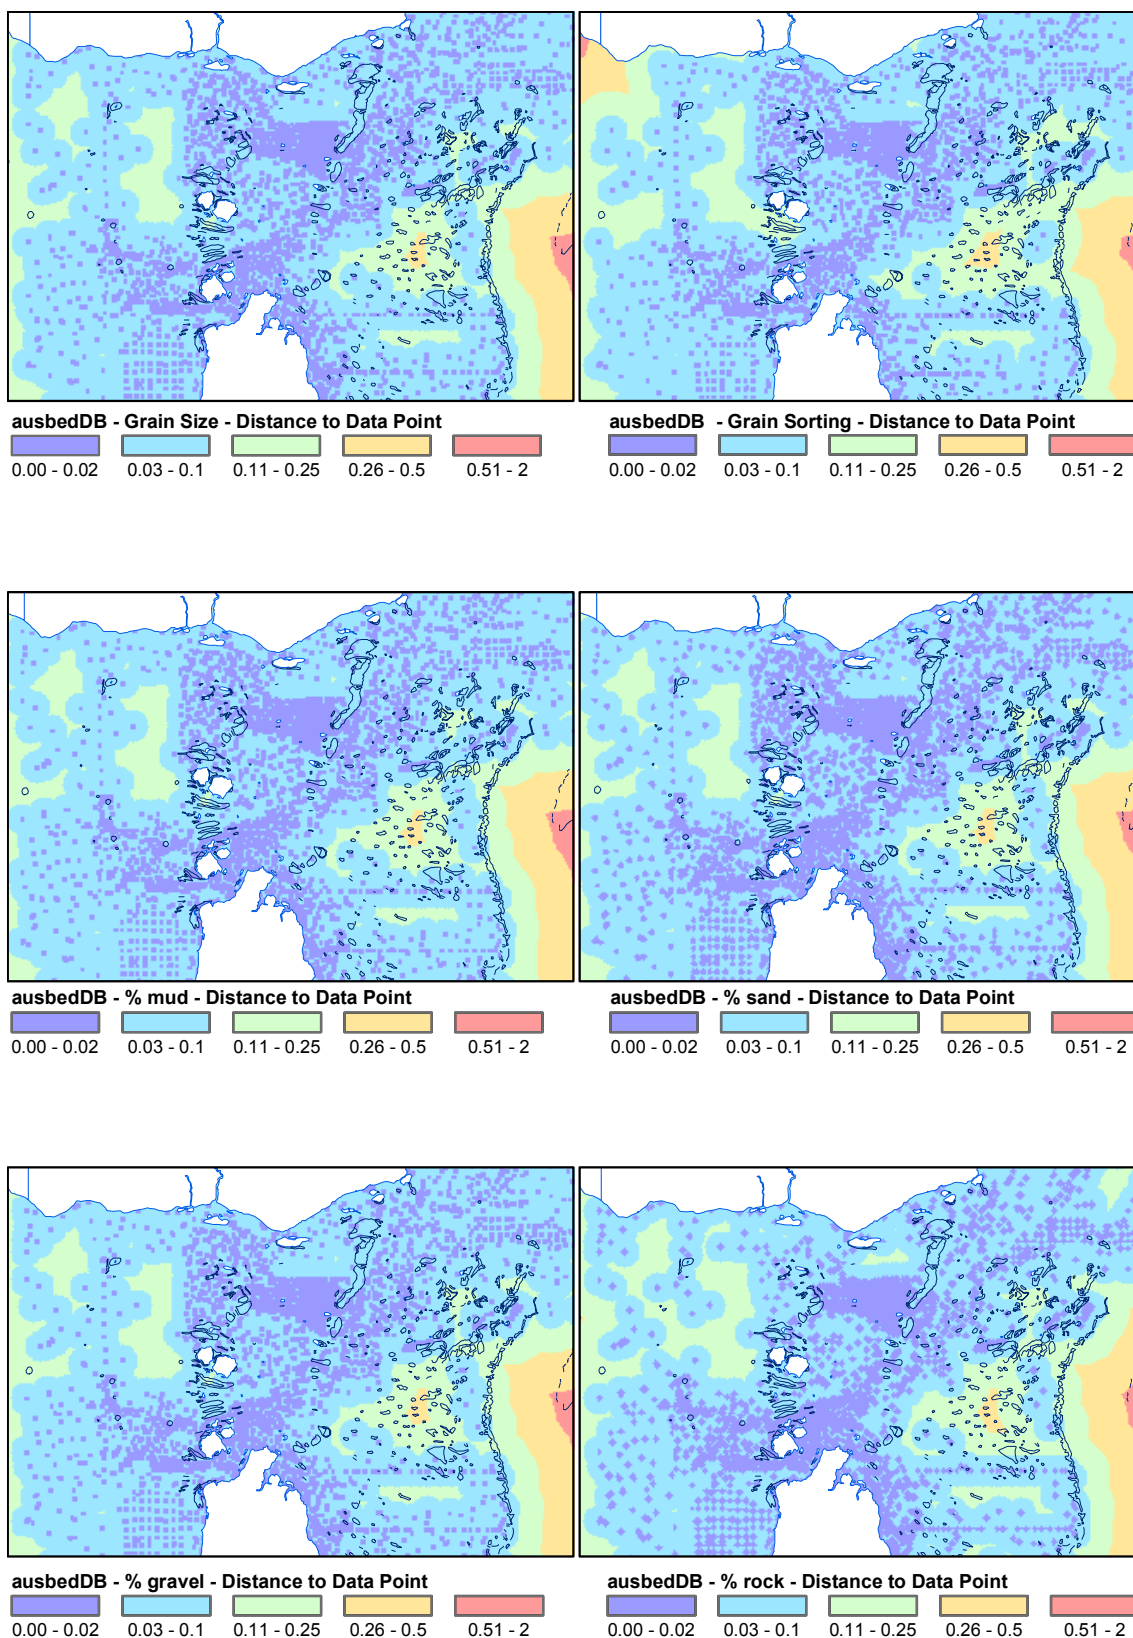 ausbedDB - Grain Size - Distance to Data Point
0.00 - 0.02 0.03 - 0.1 0.11 - 0.25 0.26 - 0.5 0.51 - 2
ausbedDB - Grain Sorting - Distance to Data Point
0.00 - 0.02 0.03 - 0.1 0.11 - 0.25 0.26 - 0.5 0.51 - 2
ausbedDB - % mud - Distance to Data Point
0.00 - 0.02 0.03 - 0.1 0.11 - 0.25 0.26 - 0.5 0.51 - 2
ausbedDB - % sand - Distance to Data Point
0.00 - 0.02 0.03 - 0.1 0.11 - 0.25 0.26 - 0.5 0.51 - 2
ausbedDB - % gravel - Distance to Data Point
0.00 - 0.02 0.03 - 0.1 0.11 - 0.25 0.26 - 0.5 0.51 - 2
ausbedDB - % rock - Distance to Data Point
0.00 - 0.02 0.03 - 0.1 0.11 - 0.25 0.26 - 0.5 0.51 - 2